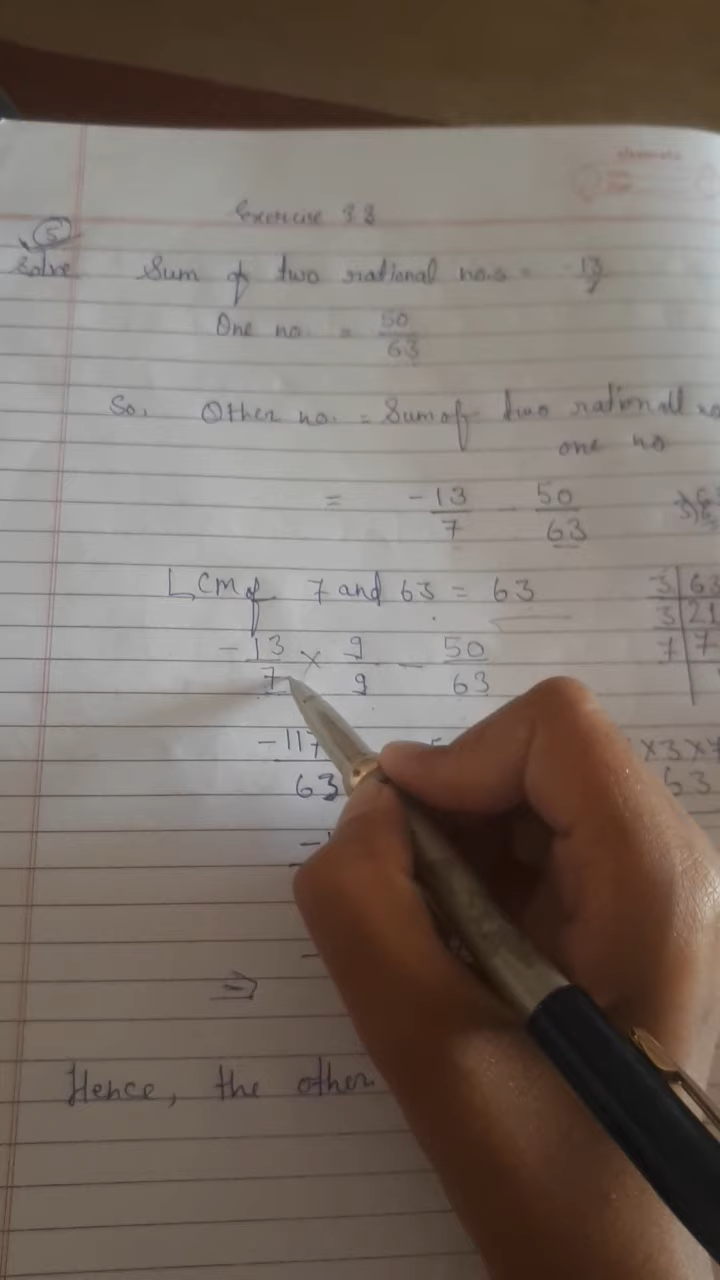 Exercise 3.3
5
Solve Sum of two rational no.s = -13/7
One no. = 50/63
So, Other no. = Sum of two rational
one no
= -13/7 - 50/63
LCM of 7 and 63 = 63
3 | 63
3 | 21
7 | 7
-13/7 × 9/9 - 50/63
-117/63
×3×
63
⇒
Hence, the other